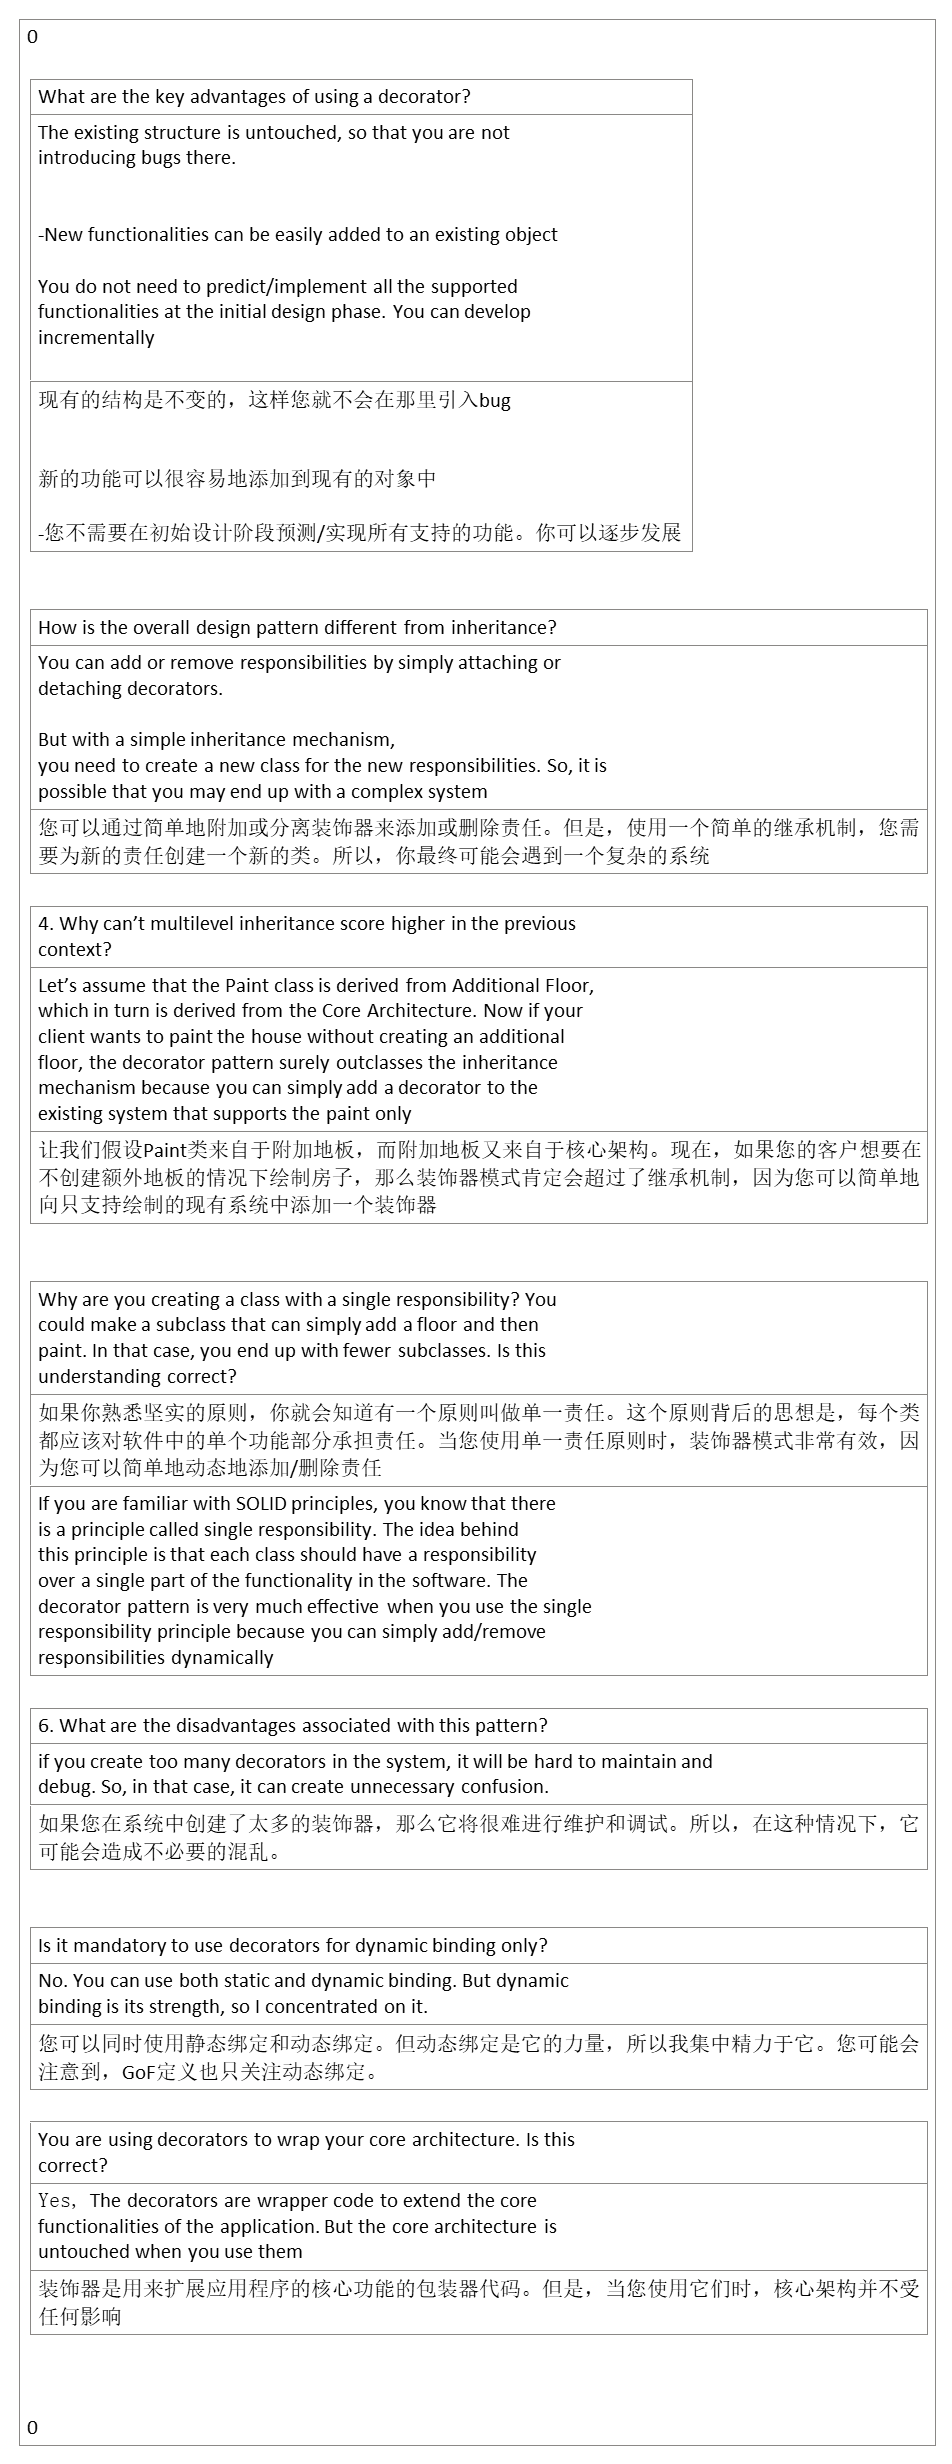 0
What are the key advantages of using a decorator?
The existing structure is untouched, so that you are not
introducing bugs there.
-New functionalities can be easily added to an existing object
You do not need to predict/implement all the supported
functionalities at the initial design phase. You can develop
incrementally
现有的结构是不变的，这样您就不会在那里引入bug
新的功能可以很容易地添加到现有的对象中
-您不需要在初始设计阶段预测/实现所有支持的功能。你可以逐步发展
How is the overall design pattern different from inheritance?
You can add or remove responsibilities by simply attaching or
detaching decorators.
But with a simple inheritance mechanism,
you need to create a new class for the new responsibilities. So, it is
possible that you may end up with a complex system
您可以通过简单地附加或分离装饰器来添加或删除责任。但是，使用一个简单的继承机制，您需
要为新的责任创建一个新的类。所以，你最终可能会遇到一个复杂的系统
4. Why can’t multilevel inheritance score higher in the previous
context?
Let’s assume that the Paint class is derived from Additional Floor,
which in turn is derived from the Core Architecture. Now if your
client wants to paint the house without creating an additional
floor, the decorator pattern surely outclasses the inheritance
mechanism because you can simply add a decorator to the
existing system that supports the paint only
让我们假设Paint类来自于附加地板，而附加地板又来自于核心架构。现在，如果您的客户想要在
不创建额外地板的情况下绘制房子，那么装饰器模式肯定会超过了继承机制，因为您可以简单地
向只支持绘制的现有系统中添加一个装饰器
Why are you creating a class with a single responsibility? You
could make a subclass that can simply add a floor and then
paint. In that case, you end up with fewer subclasses. Is this
understanding correct?
如果你熟悉坚实的原则，你就会知道有一个原则叫做单一责任。这个原则背后的思想是，每个类
都应该对软件中的单个功能部分承担责任。当您使用单一责任原则时，装饰器模式非常有效，因
为您可以简单地动态地添加/删除责任
If you are familiar with SOLID principles, you know that there
is a principle called single responsibility. The idea behind
this principle is that each class should have a responsibility
over a single part of the functionality in the software. The
decorator pattern is very much effective when you use the single
responsibility principle because you can simply add/remove
responsibilities dynamically
6. What are the disadvantages associated with this pattern?
if you create too many decorators in the system, it will be hard to maintain and
debug. So, in that case, it can create unnecessary confusion.
如果您在系统中创建了太多的装饰器，那么它将很难进行维护和调试。所以，在这种情况下，它
可能会造成不必要的混乱。
Is it mandatory to use decorators for dynamic binding only?
No. You can use both static and dynamic binding. But dynamic
binding is its strength, so I concentrated on it.
您可以同时使用静态绑定和动态绑定。但动态绑定是它的力量，所以我集中精力于它。您可能会
注意到，GoF定义也只关注动态绑定。
You are using decorators to wrap your core architecture. Is this
correct?
Yes，The decorators are wrapper code to extend the core
functionalities of the application. But the core architecture is
untouched when you use them
装饰器是用来扩展应用程序的核心功能的包装器代码。但是，当您使用它们时，核心架构并不受
任何影响
0